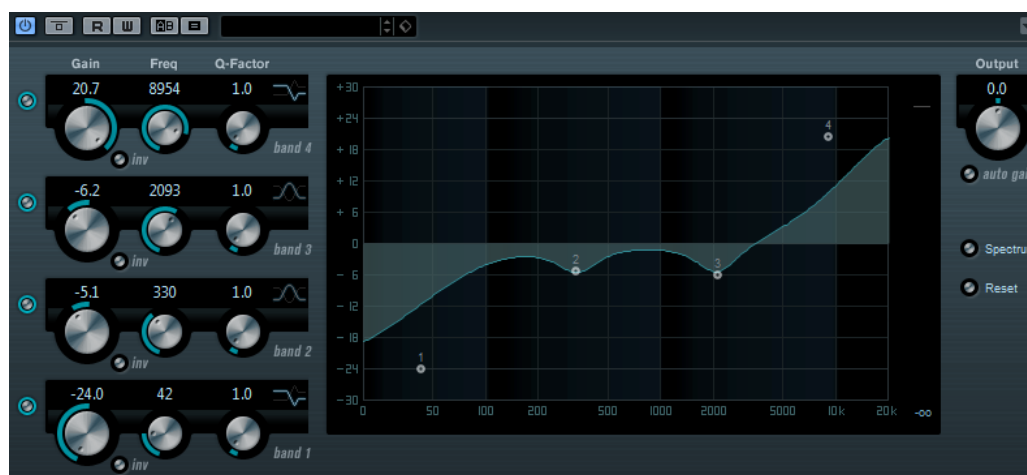 R W AB
Gain Freq Q-Factor Output
20.7 8954 1.0 0.0
inv band 4
auto gai
-6.2 2093 1.0
inv band 3
Spectru
-5.1 330 1.0
Reset
inv band 2
-24.0 42 1.0
inv band 1
+30
+24
+18
+12
+6
0
-6
-12
-18
-24
-30
4
2 3
1
0 50 100 200 500 1000 2000 5000 10k 20k -∞